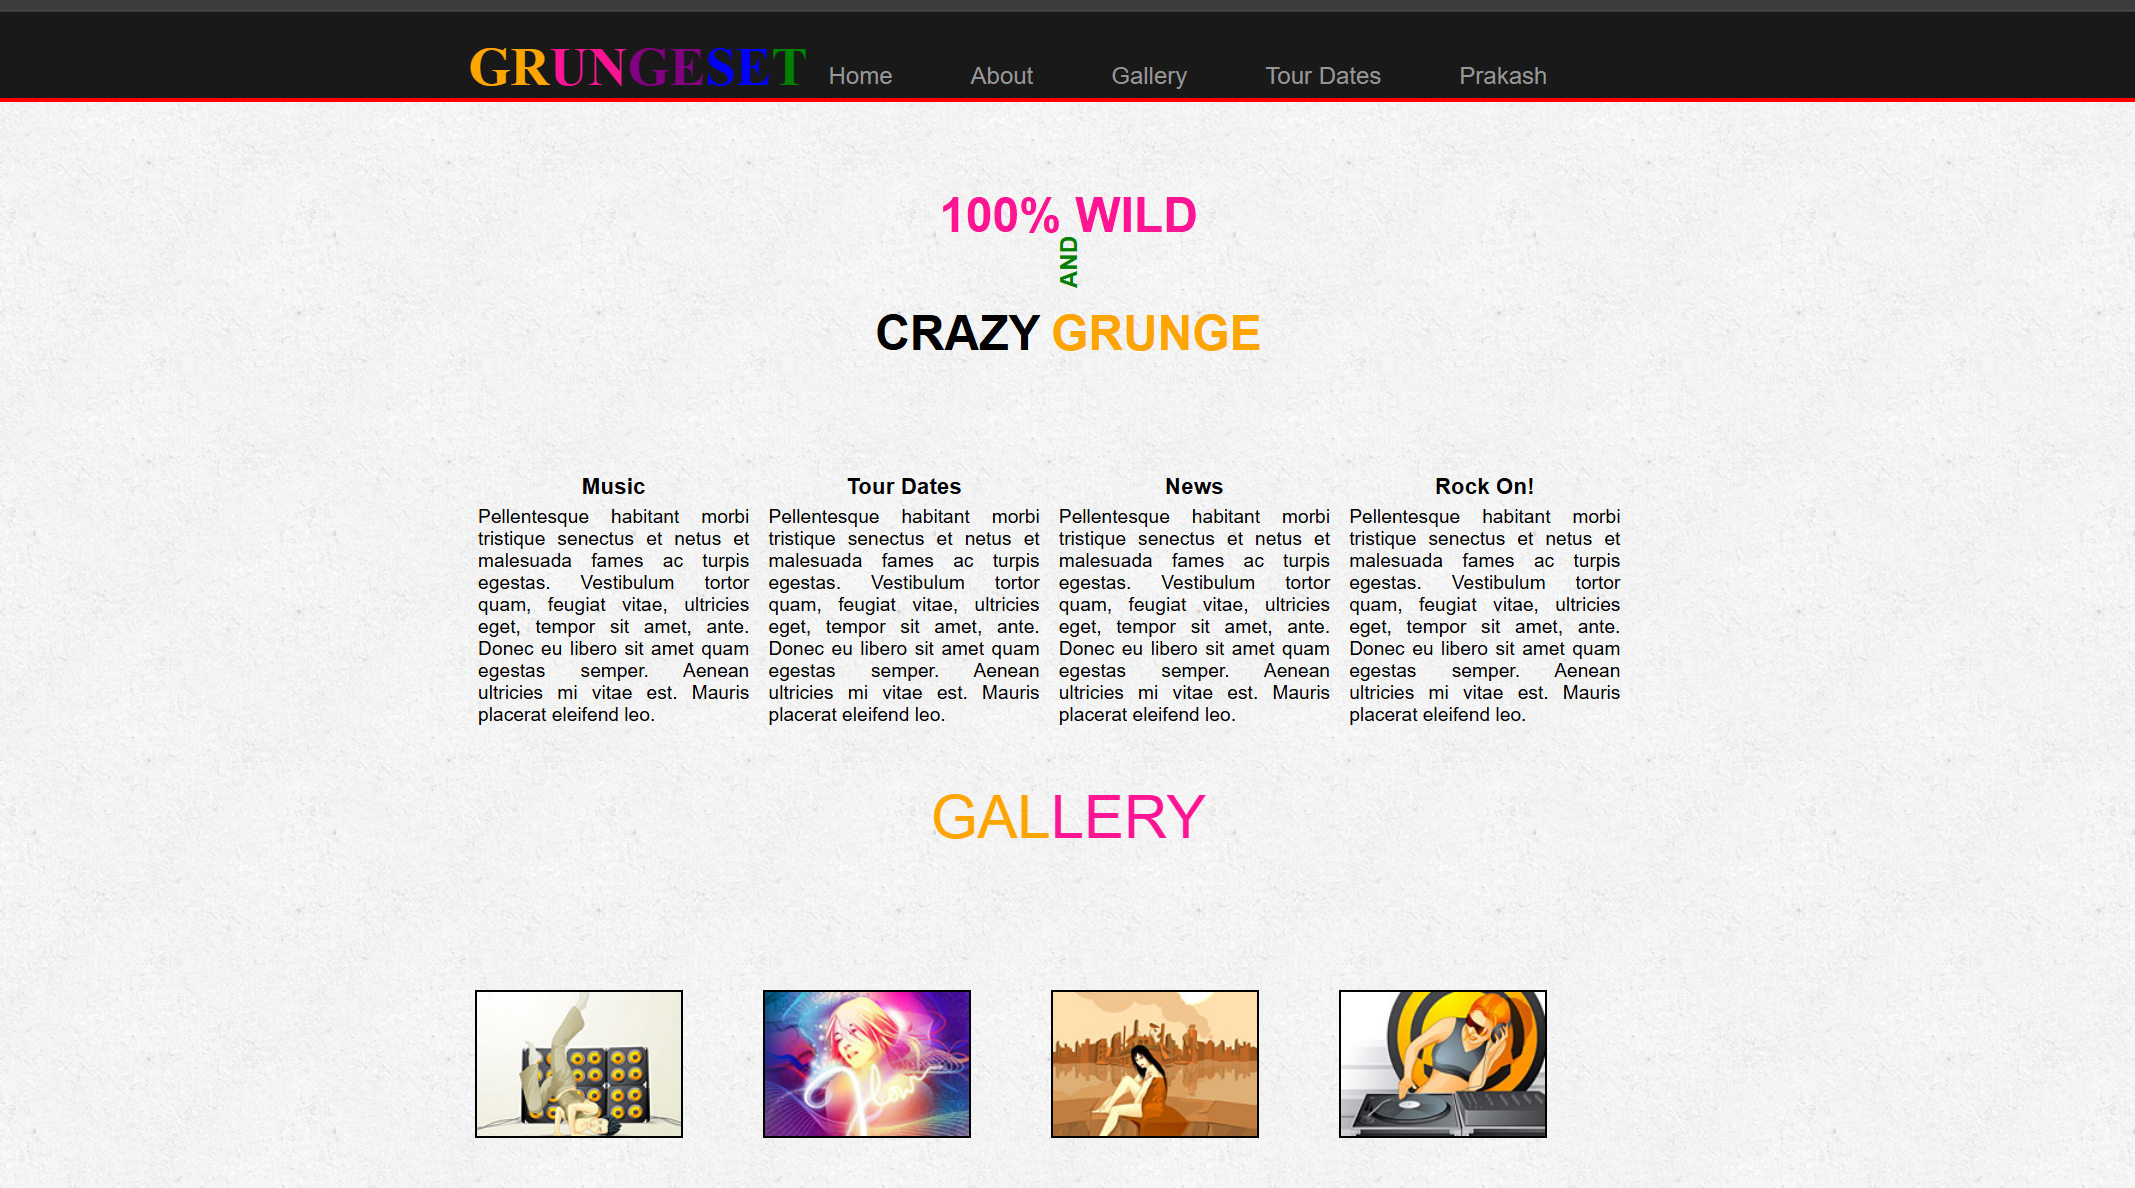 GRUNGESET Home About Gallery Tour Dates Prakash
100% WILD
AND
CRAZY GRUNGE
Music
Pellentesque habitant morbi
tristique senectus et netus et
malesuada fames ac turpis
egestas. Vestibulum tortor
quam, feugiat vitae, ultricies
eget, tempor sit amet, ante.
Donec eu libero sit amet quam
egestas semper. Aenean
ultricies mi vitae est. Mauris
placerat eleifend leo.
Tour Dates
Pellentesque habitant morbi
tristique senectus et netus et
malesuada fames ac turpis
egestas. Vestibulum tortor
quam, feugiat vitae, ultricies
eget, tempor sit amet, ante.
Donec eu libero sit amet quam
egestas semper. Aenean
ultricies mi vitae est. Mauris
placerat eleifend leo.
News
Pellentesque habitant morbi
tristique senectus et netus et
malesuada fames ac turpis
egestas. Vestibulum tortor
quam, feugiat vitae, ultricies
eget, tempor sit amet, ante.
Donec eu libero sit amet quam
egestas semper. Aenean
ultricies mi vitae est. Mauris
placerat eleifend leo.
Rock On!
Pellentesque habitant morbi
tristique senectus et netus et
malesuada fames ac turpis
egestas. Vestibulum tortor
quam, feugiat vitae, ultricies
eget, tempor sit amet, ante.
Donec eu libero sit amet quam
egestas semper. Aenean
ultricies mi vitae est. Mauris
placerat eleifend leo.
GALLERY